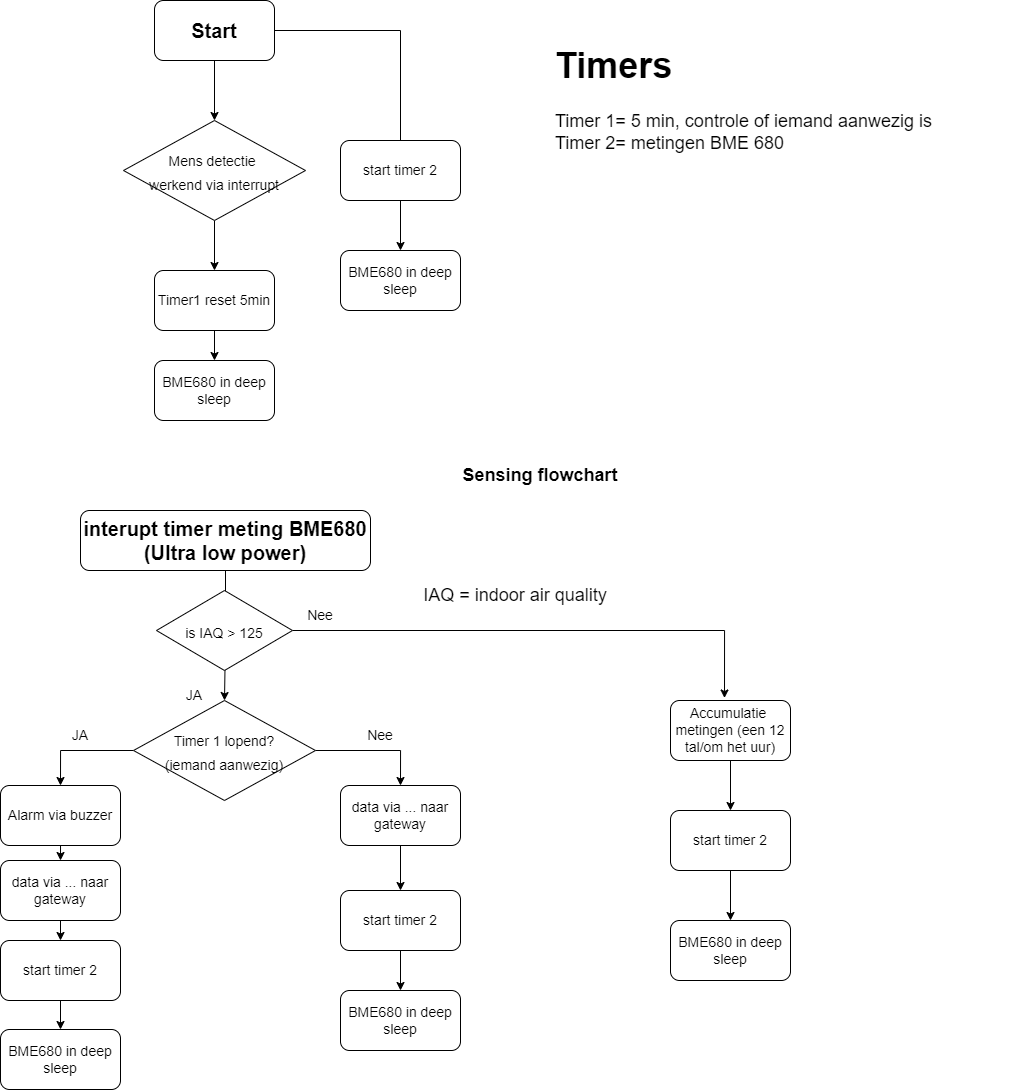 Start
Timers
Timer 1= 5 min, controle of iemand aanwezig is
Timer 2= metingen BME 680
Mens detectie
werkend via interrupt
start timer 2
BME680 in deep
sleep
Timer1 reset 5min
BME680 in deep
sleep
Sensing flowchart
interupt timer meting BME680
(Ultra low power)
IAQ = indoor air quality
Nee
is IAQ > 125
JA
JA
Timer 1 lopend?
(iemand aanwezig)
Nee
Accumulatie
metingen (een 12
tal/om het uur)
Alarm via buzzer
data via ... naar
gateway
start timer 2
data via ... naar
gateway
start timer 2
BME680 in deep
sleep
start timer 2
BME680 in deep
sleep
BME680 in deep
sleep